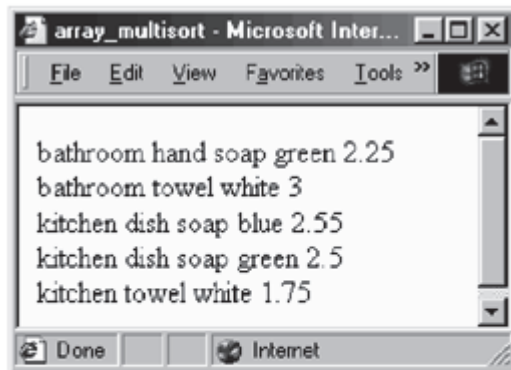 array_multisort - Microsoft Inter...
File Edit View Favorites Tools »
bathroom hand soap green 2.25
bathroom towel white 3
kitchen dish soap blue 2.55
kitchen dish soap green 2.5
kitchen towel white 1.75
Done Internet